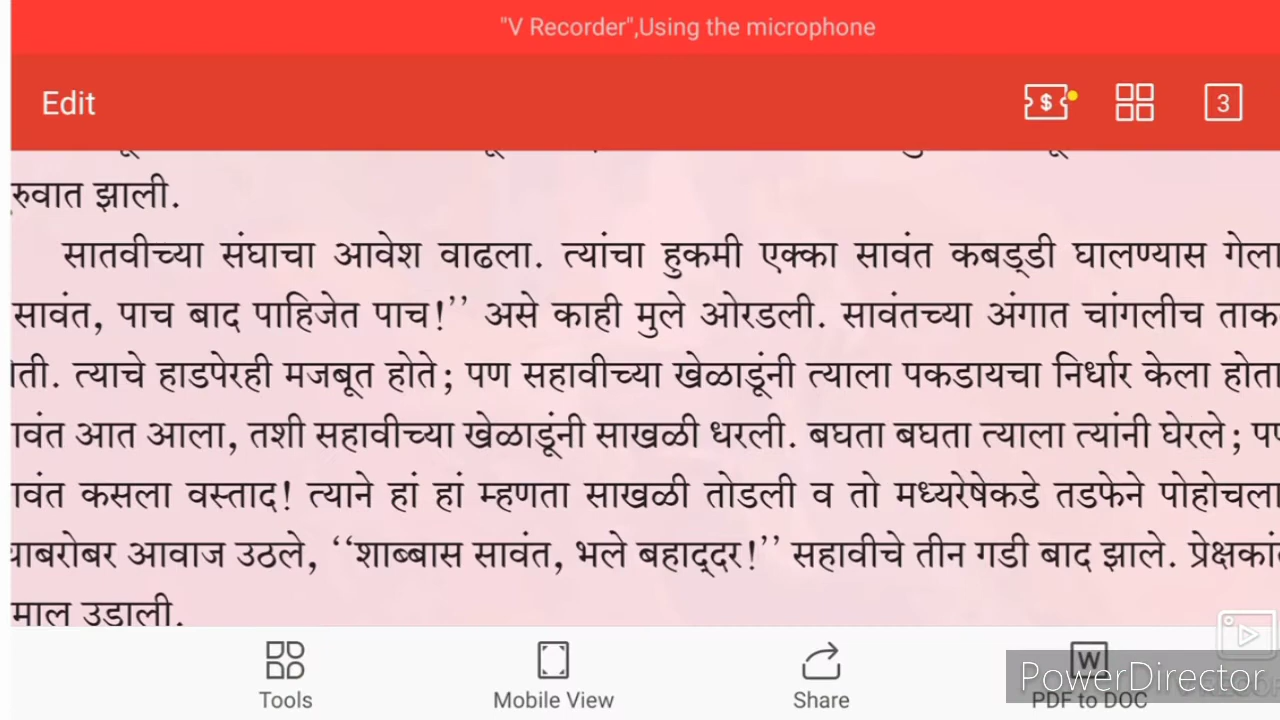 "V Recorder",Using the microphone
Edit
$
3
झाली.
सातवीच्या संघाचा आवेश वाढला. त्यांचा हुकमी एक्का सावंत कबड्डी घालण्यास गेला
सावंत, पाच बाद पाहिजेत पाच!’’ असे काही मुले ओरडली. सावंतच्या अंगात चांगलीच
त्याचे हाडपेरही मजबूत होते; पण सहावीच्या खेळाडूंनी त्याला पकडायचा निर्धार केला होता
आत आला, तशी सहावीच्या खेळाडूंनी साखळी धरली. बघता बघता त्याला त्यांनी घेरले;
कसला वस्ताद! त्याने हां हां म्हणता साखळी तोडली व तो मध्यरेषेकडे तडफेने पोहोचला
आवाज उठले, ‘‘शाब्बास सावंत, भले बहाद्दर!’’ सहावीचे तीन गडी बाद झाले.
उडाली.
Tools
Mobile View
Share
W
PDF to DOC
PowerDirector